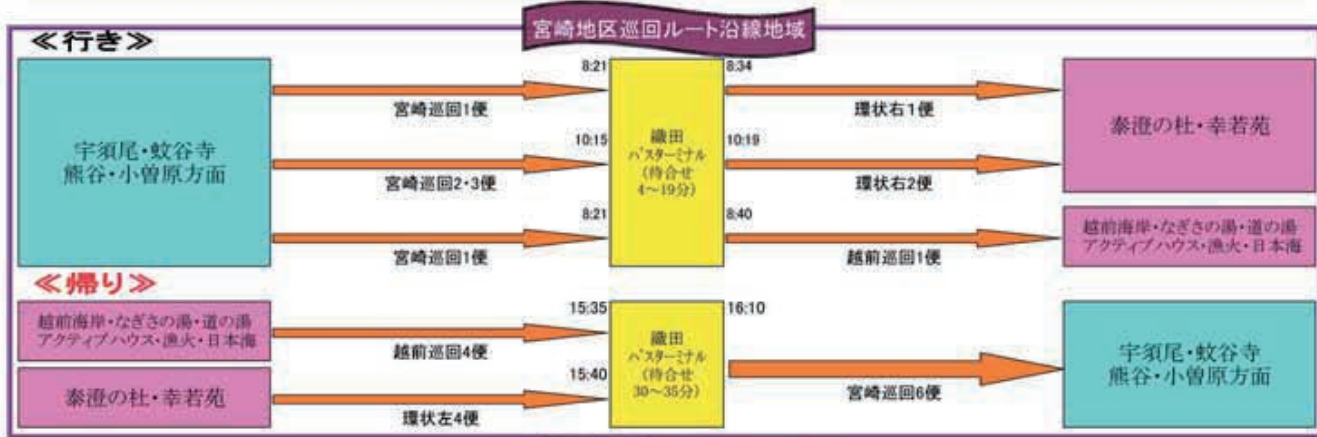 宮崎地区巡回ルート沿線地域
≪行き≫
宇須尾・蚊谷寺
熊谷・小曽原方面
8:21
宮崎巡回1便
10:15
宮崎巡回2・3便
8:21
宮崎巡回1便
織田
バスターミナル
(待合せ
4～19分)
8:34
環状右1便
10:19
環状右2便
8:40
越前巡回1便
泰澄の杜・幸若苑
越前海岸・なぎさの湯・道の湯
アクティブハウス・漁火・日本海
≪帰り≫
越前海岸・なぎさの湯・道の湯
アクティブハウス・漁火・日本海
泰澄の杜・幸若苑
15:35
越前巡回4便
15:40
環状左4便
織田
バスターミナル
(待合せ
30～35分)
16:10
宮崎巡回6便
宇須尾・蚊谷寺
熊谷・小曽原方面